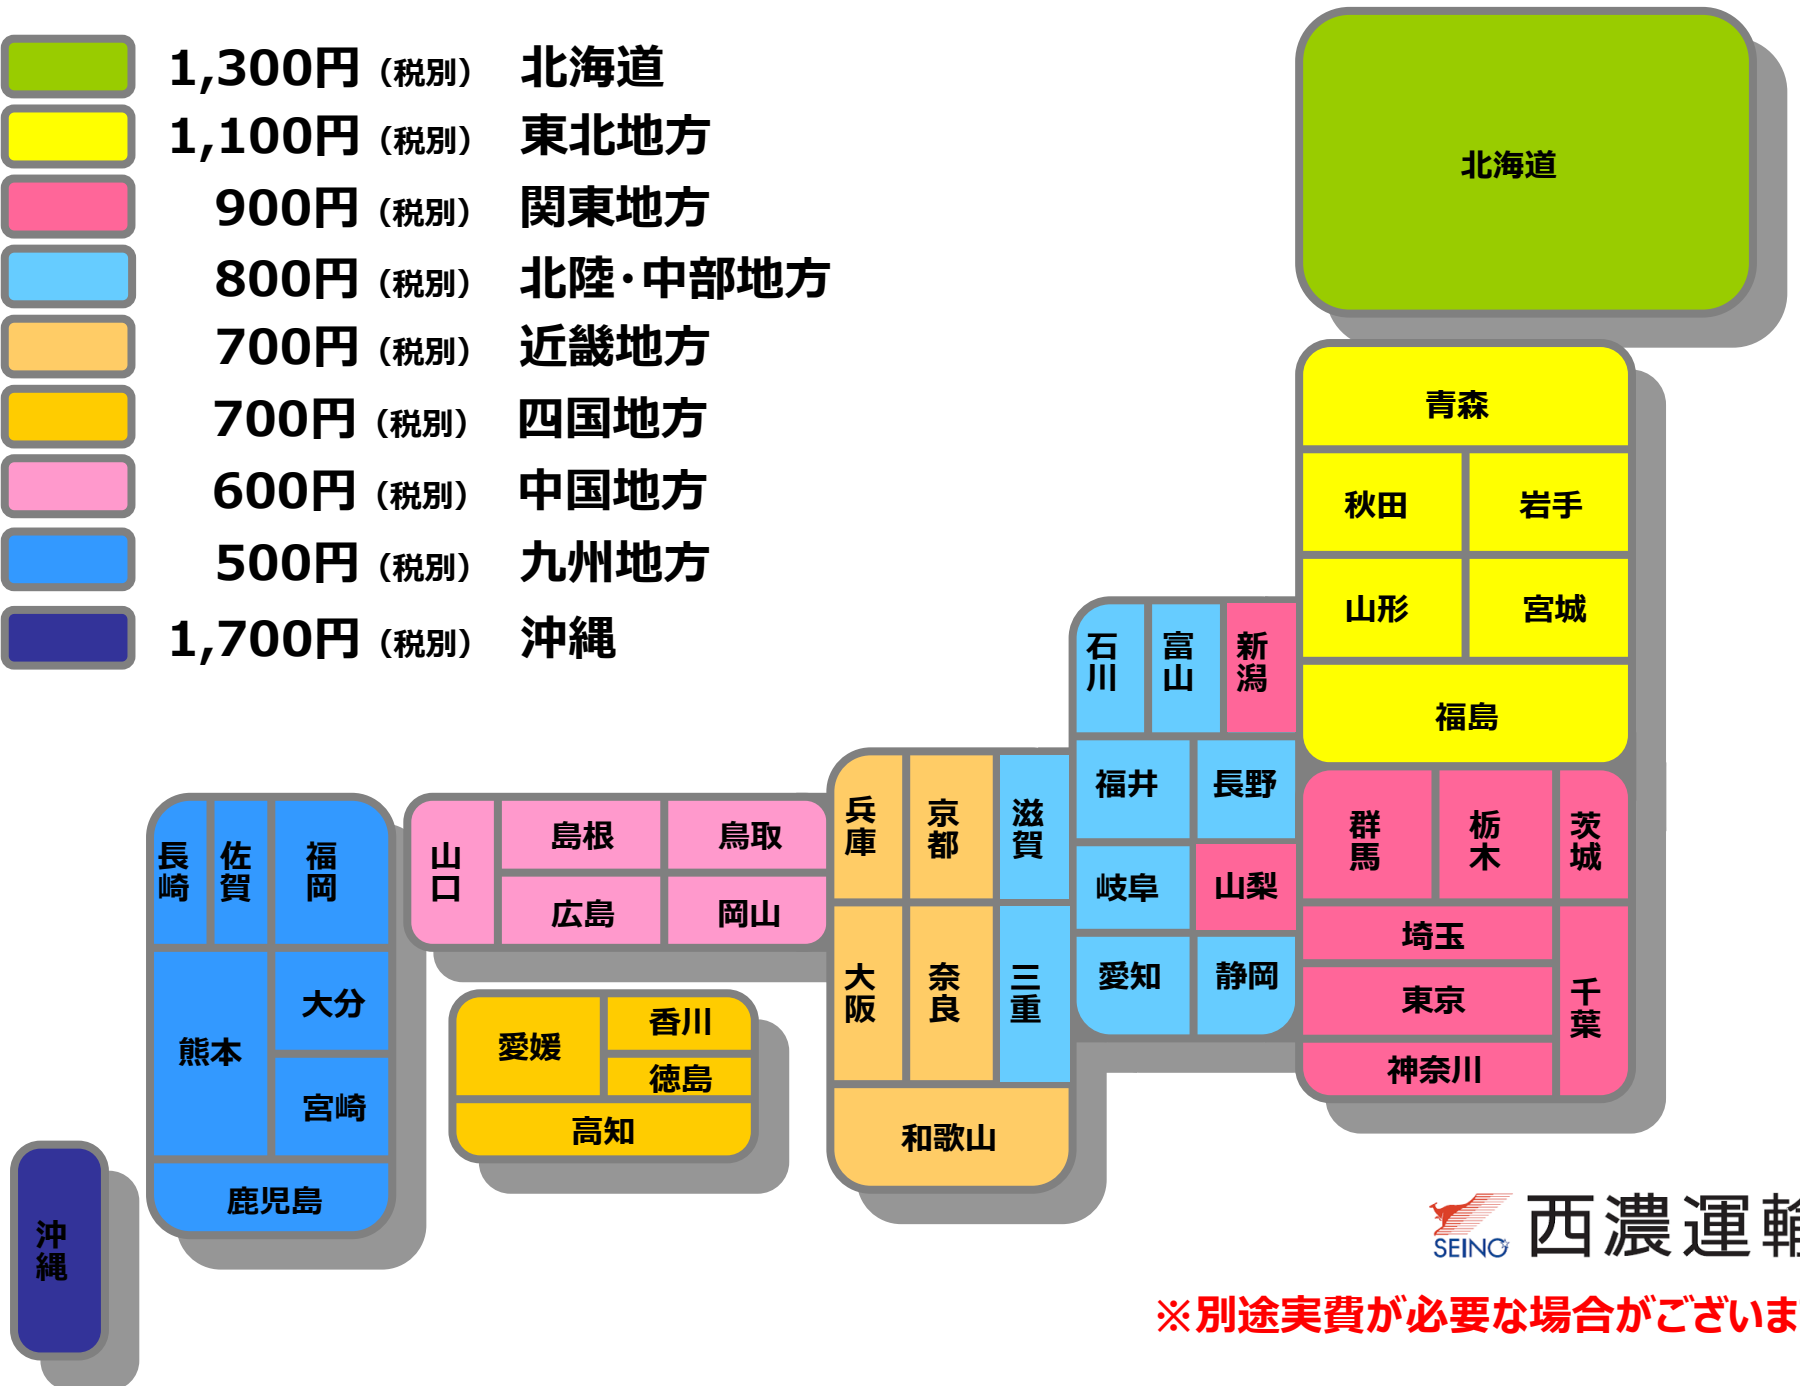 1,300円（税別） 北海道
1,100円（税別） 東北地方
900円（税別） 関東地方
800円（税別） 北陸・中部地方
700円（税別） 近畿地方
700円（税別） 四国地方
600円（税別） 中国地方
500円（税別） 九州地方
1,700円（税別） 沖縄
北海道
青森
秋田
岩手
山形
宮城
福島
石川
富山
新潟
福井
長野
岐阜
山梨
愛知
静岡
群馬
栃木
茨城
埼玉
東京
神奈川
千葉
兵庫
京都
滋賀
大阪
奈良
三重
和歌山
山口
島根
鳥取
広島
岡山
愛媛
香川
徳島
高知
長崎
佐賀
福岡
熊本
大分
宮崎
鹿児島
沖縄
SEINO
西濃運輸
※別途実費が必要な場合がございま